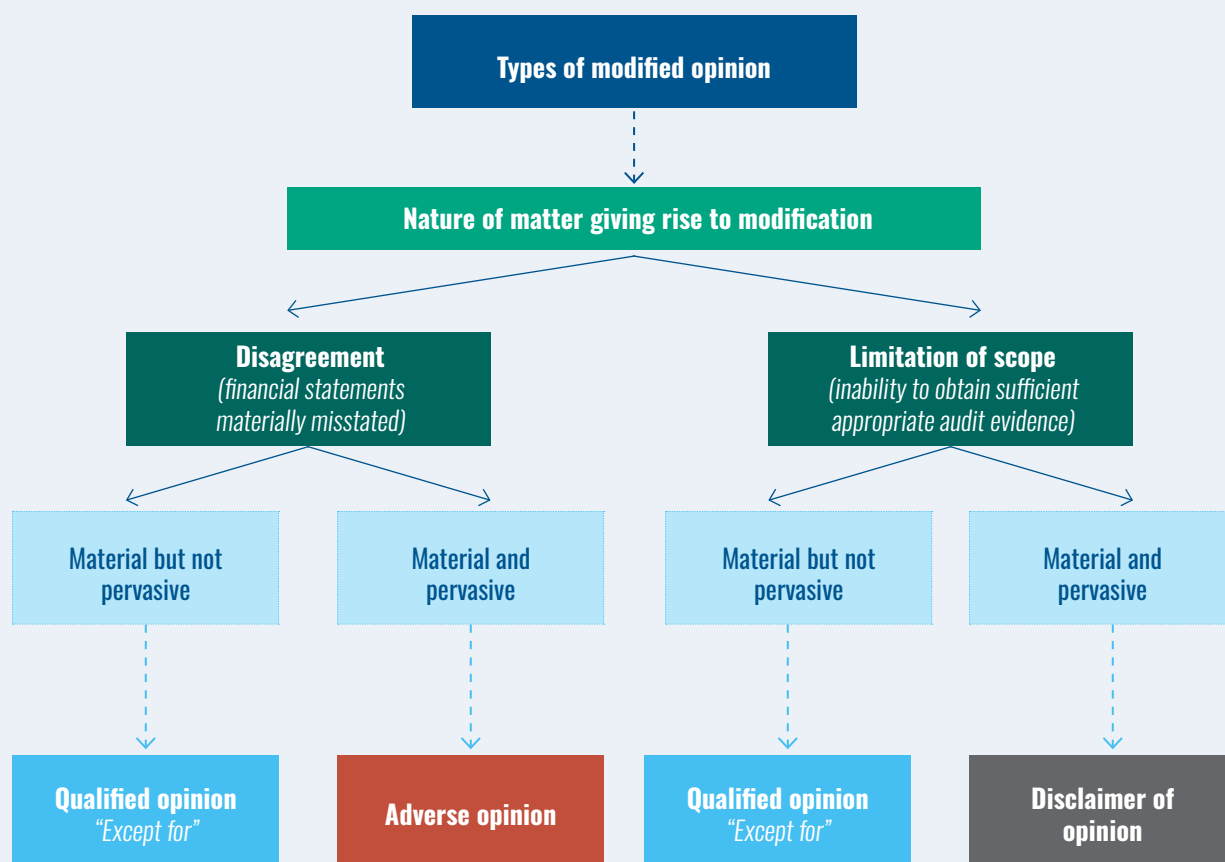 Types of modified opinion
Nature of matter giving rise to modification
Disagreement
(financial statements
materially misstated)
Limitation of scope
(inability to obtain sufficient
appropriate audit evidence)
Material but not
pervasive
Material and
pervasive
Material but not
pervasive
Material and
pervasive
Qualified opinion
“Except for”
Adverse opinion
Qualified opinion
“Except for”
Disclaimer of
opinion